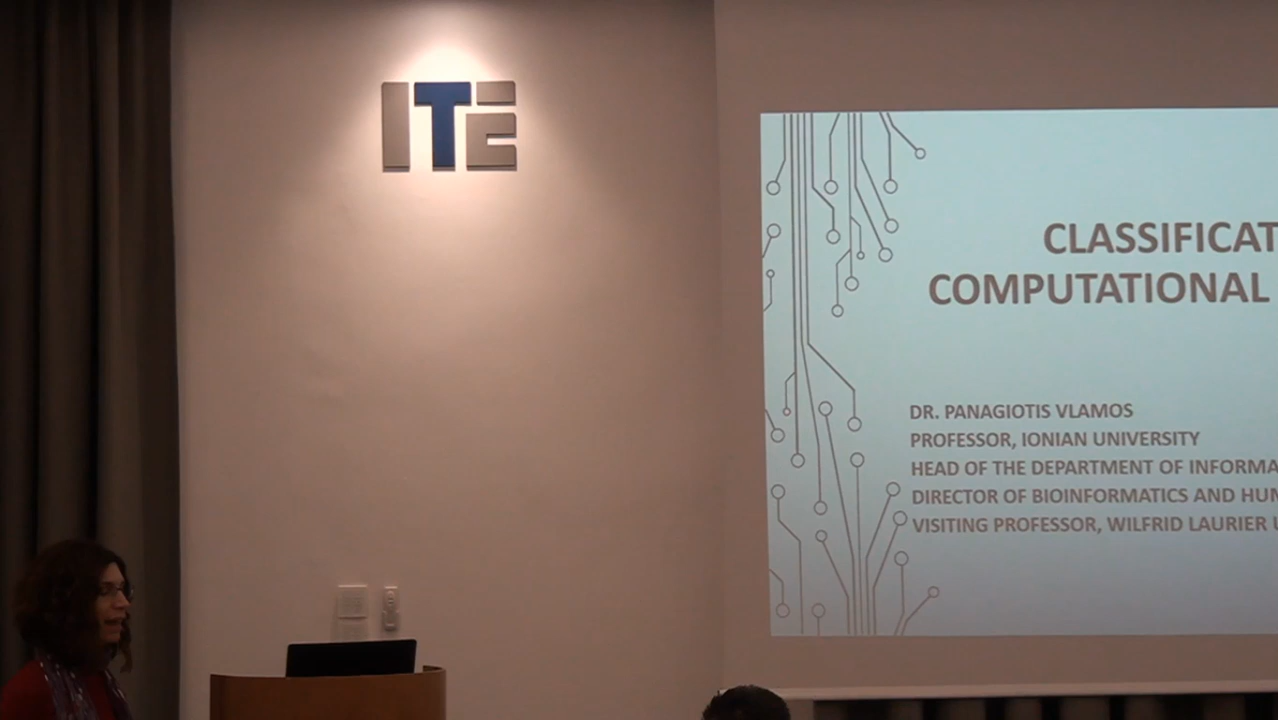 ITE
CLASSIFICAT
COMPUTATIONAL
DR. PANAGIOTIS VLAMOS
PROFESSOR, IONIAN UNIVERSITY
HEAD OF THE DEPARTMENT OF INFORMA
DIRECTOR OF BIOINFORMATICS AND HUM
VISITING PROFESSOR, WILFRID LAURIER U